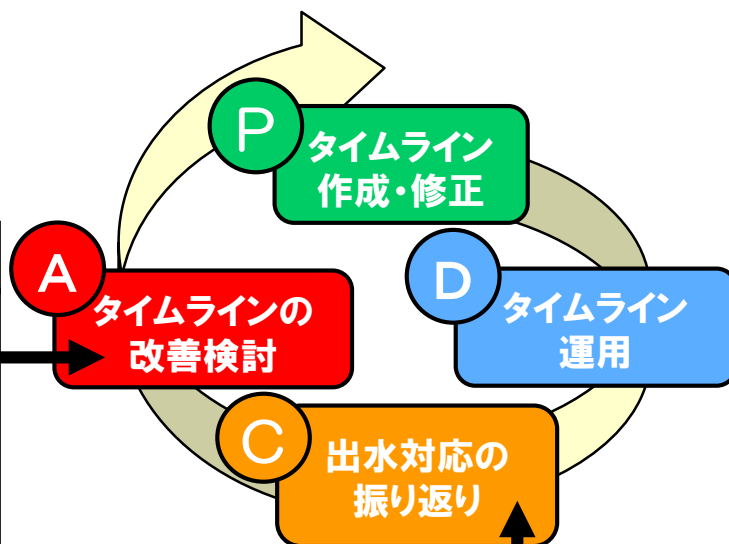 P
タイムライン
作成・修正
A
タイムラインの
改善検討
D
タイムライン
運用
C
出水対応の
振り返り